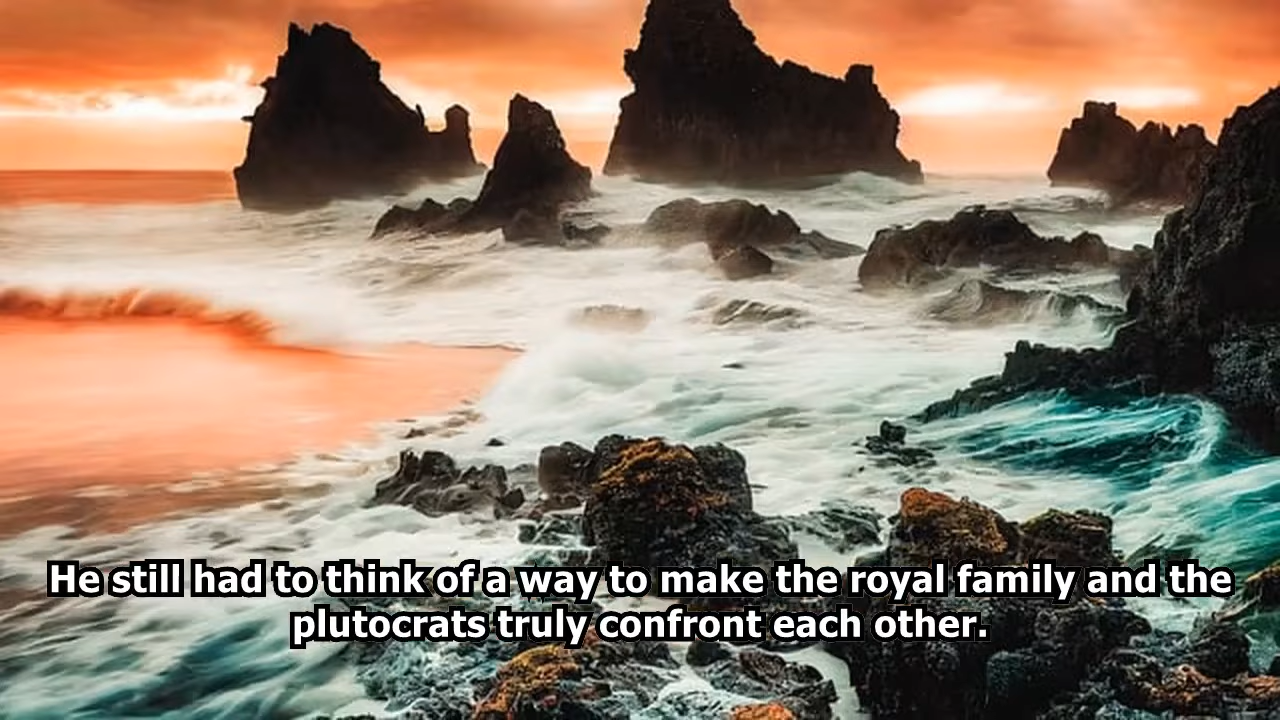 He still had to think of a way to make the royal family and the
plutocrats truly confront each other.